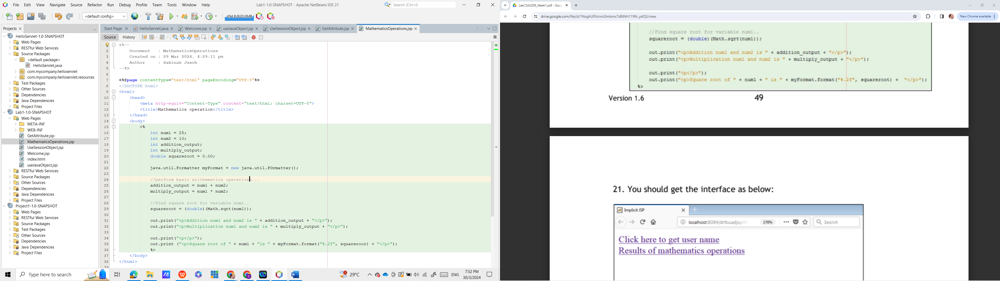 File Edit View Navigate Source Refactor Run Debug Profile Team Tools Window Help
Lab1-1.0-SNAPSHOT - Apache NetBeans IDE 21
Search (Ctrl+I)
<default config>
494.8/820.0MB
Projects
HelloServlet-1.0-SNAPSHOT
Web Pages
RESTful Web Services
Source Packages
<default package>
HelloServlet.java
com.mycompany.helloservlet
com.mycompany.helloservlet.resources
Test Packages
Other Sources
Dependencies
Java Dependencies
Project Files
Lab1-1.0-SNAPSHOT
Web Pages
META-INF
WEB-INF
GetAttribute.jsp
MathematicsOperations.jsp
UseSessionObject.jsp
Welcome.jsp
index.html
useJavaObject.jsp
RESTful Web Services
Source Packages
Other Sources
Dependencies
Java Dependencies
Project Files
Project1-1.0-SNAPSHOT
Web Pages
RESTful Web Services
Source Packages
Test Packages
Other Sources
Dependencies
Java Dependencies
Project Files
Start Page HelloServlet.java Welcome.jsp useJavaObject.jsp UseSessionObject.jsp GetAttribute.jsp MathematicsOperations.jsp
Source History
<%--
2 Document : MathematicsOperations
3 Created on : 29 Mar 2024, 4:29:11 pm
4 Author : Sakinah Jusoh
5 --%>
6
7 <%@page contentType="text/html" pageEncoding="UTF-8"%>
8 <!DOCTYPE html>
9 <html>
10 <head>
11 <meta http-equiv="Content-Type" content="text/html; charset=UTF-8">
12 <title>Mathematics operation</title>
13 </head>
14 <body>
15 <%
16 int num1 = 25;
17 int num2 = 10;
18 int addition_output;
19 int multiply_output;
20 double squareroot = 0.00;
21
22 java.util.Formatter myFormat = new java.util.FOrmatter();
23
24 //perform basic arithematics operations...
25 addition_output = num1 + num2;
26 multiply_output = num1 * num2;
27
28 //Find square root for variable num1..
29 squareroot = (double)(Math.sqrt(num1));
30
31 out.print("<p>Addition num1 and num2 is " + addition_output + "</p>");
32 out.print("<p>Multiplication num1 and num2 is " + multiply_output + "</p>");
33
34 out.print("<p</p>");
35 out.print ("<p>Square root of " + num1 + "is " + myFormat.format("%.2f", squareroor) + "</p>");
36 %>
37 </body>
38 </html>
39
Type here to search
29°C
ENG
7:52 PM
30/3/2024
LabCSA3209_Week1.pdf - Goog
drive.google.com/file/d/1NxghUEVcnnL0mbms7d8iNH119lh_ydQ3/view
New Chrome available
//Find square root for variable num1..
squareroot = (double)(Math.sqrt(num1));
out.print("<p>Addition num1 and num2 is " + addition_output + "</p>");
out.print("<p>Multiplication num1 and num2 is " + multiply_output + "</p>");
out.print("<p</p>");
out.print("<p>Square root of " + num1 + " is " + myFormat.format("%.2f", squareroot) + "</p>");
%>
Version 1.6 49
21. You should get the interface as below:
Implicit JSP
localhost:8084/drfouadjsp/
170%
Search
Click here to get user name
Results of mathematics operations